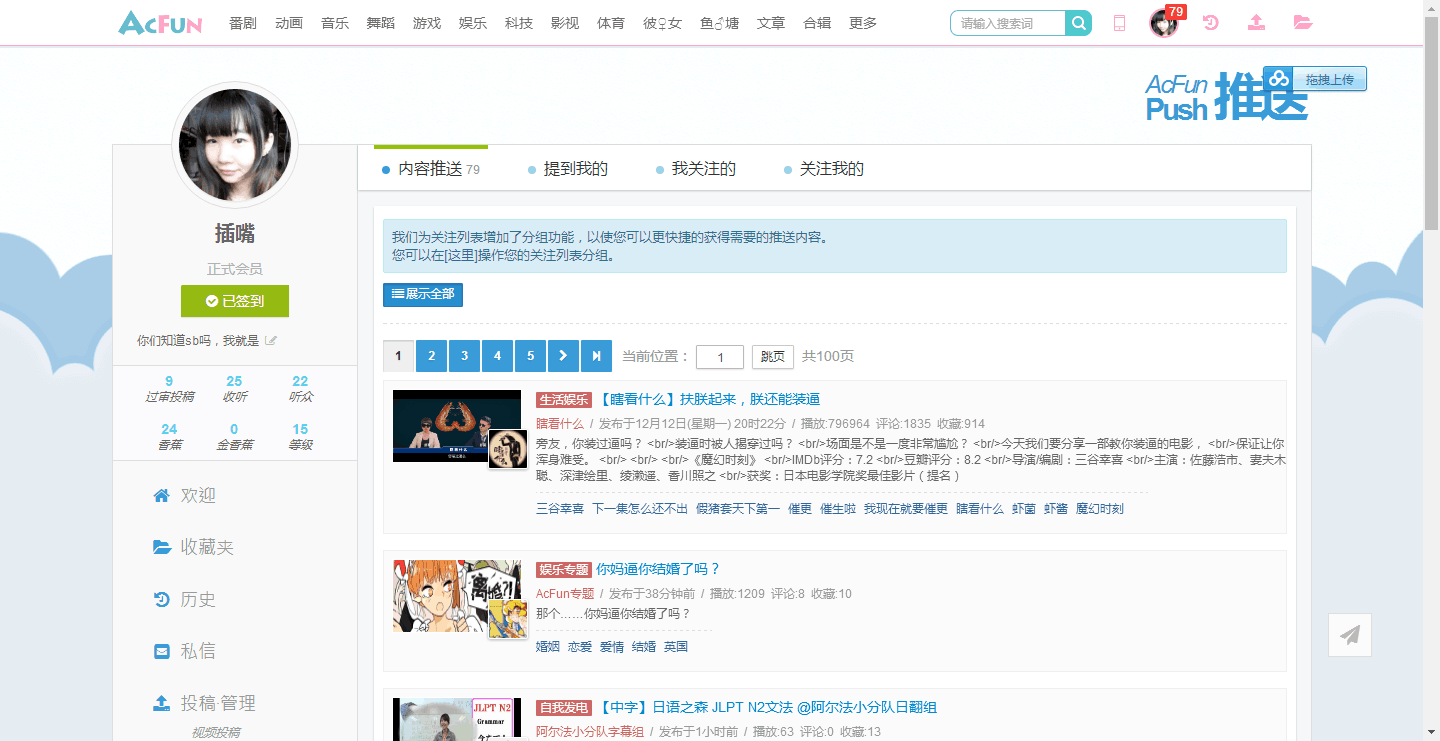 AcFun 番剧 动画 音乐 舞蹈 游戏 娱乐 科技 影视 体育 彼♀女 鱼♂塘 文章 合辑 更多 请输入搜索词 79
AcFun Push 推送 拖拽上传
插嘴
正式会员
已签到
你们知道sb吗，我就是
9 25 22
过审投稿 收听 听众
24 0 15
香蕉 金香蕉 等级
欢迎
收藏夹
历史
私信
投稿·管理
视频投稿
内容推送 79 提到我的 我关注的 关注我的
我们为关注列表增加了分组功能，以使您可以更快捷的获得需要的推送内容。
您可以在[这里]操作您的关注列表分组。
展示全部
1 2 3 4 5 当前位置： 1 跳页 共100页
生活娱乐 【瞎看什么】扶朕起来，朕还能装逼
瞎看什么 / 发布于12月12日(星期一) 20时22分 / 播放:796964 评论:1835 收藏:914
旁友，你装过逼吗？ <br/>装逼时被人揭穿过吗？ <br/>场面是不是一度非常尴尬？ <br/>今天我们要分享一部教你装逼的电影， <br/>保证让你
浑身难受。 <br/> <br/> <br/>《魔幻时刻》 <br/>IMDb评分：7.2 <br/>豆瓣评分：8.2 <br/>导演/编剧：三谷幸喜 <br/>主演：佐藤浩市、妻夫木
聪、深津绘里、绫濑遥、香川照之 <br/>获奖：日本电影学院奖最佳影片（提名）
三谷幸喜 下一集怎么还不出 假猪套天下第一 催更 催生啦 我现在就要催更 瞎看什么 虾菌 虾酱 魔幻时刻
离婚?!
娱乐专题 你妈逼你结婚了吗？
AcFun专题 / 发布于38分钟前 / 播放:1209 评论:8 收藏:10
那个……你妈逼你结婚了吗？
婚姻 恋爱 爱情 结婚 英国
JLPT N2
Grammar
自我发电 【中字】日语之森 JLPT N2文法 @阿尔法小分队日翻组
阿尔法小分队字幕组 / 发布于1小时前 / 播放:63 评论:0 收藏:13